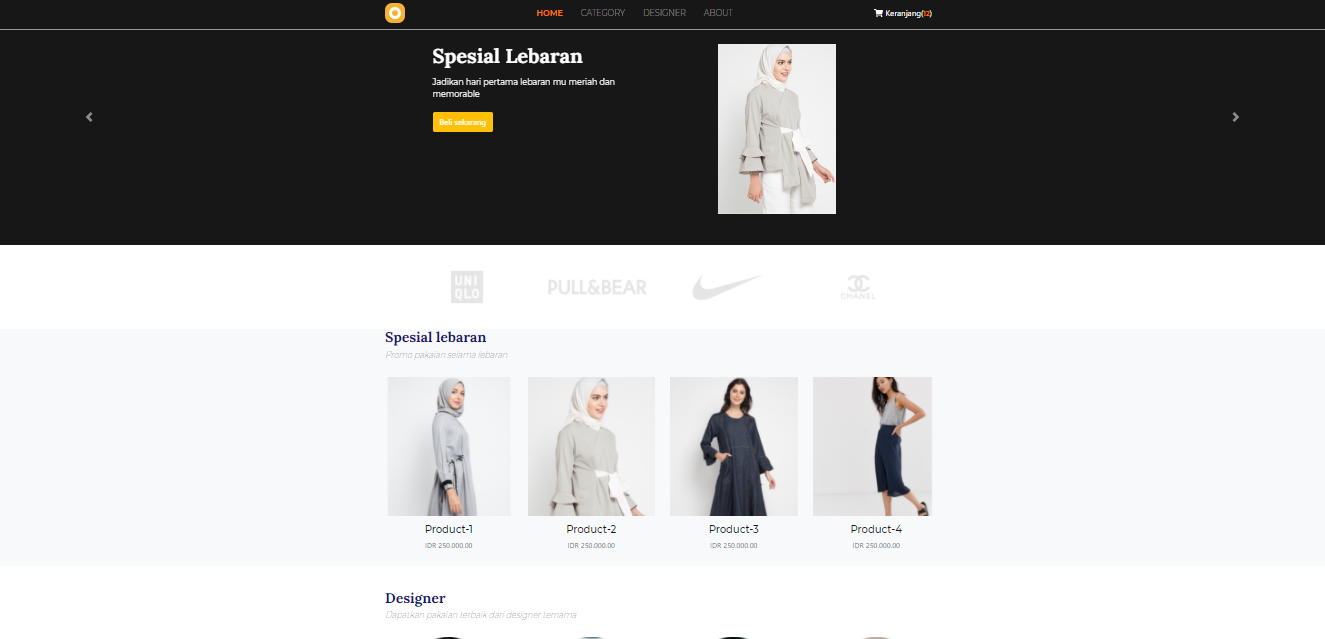 HOME CATEGORY DESIGNER ABOUT Keranjang(12)
Spesial Lebaran
Jadikan hari pertama lebaran mu meriah dan
memorable
Beli sekarang
UNI
QLO
PULL&BEAR
CHANEL
Spesial lebaran
Promo pakaian selama lebaran
Product-1 Product-2 Product-3 Product-4
IDR 250.000.00 IDR 250.000.00 IDR 250.000.00 IDR 250.000.00
Designer
Dapatkan pakaian terbaik dari designer ternama